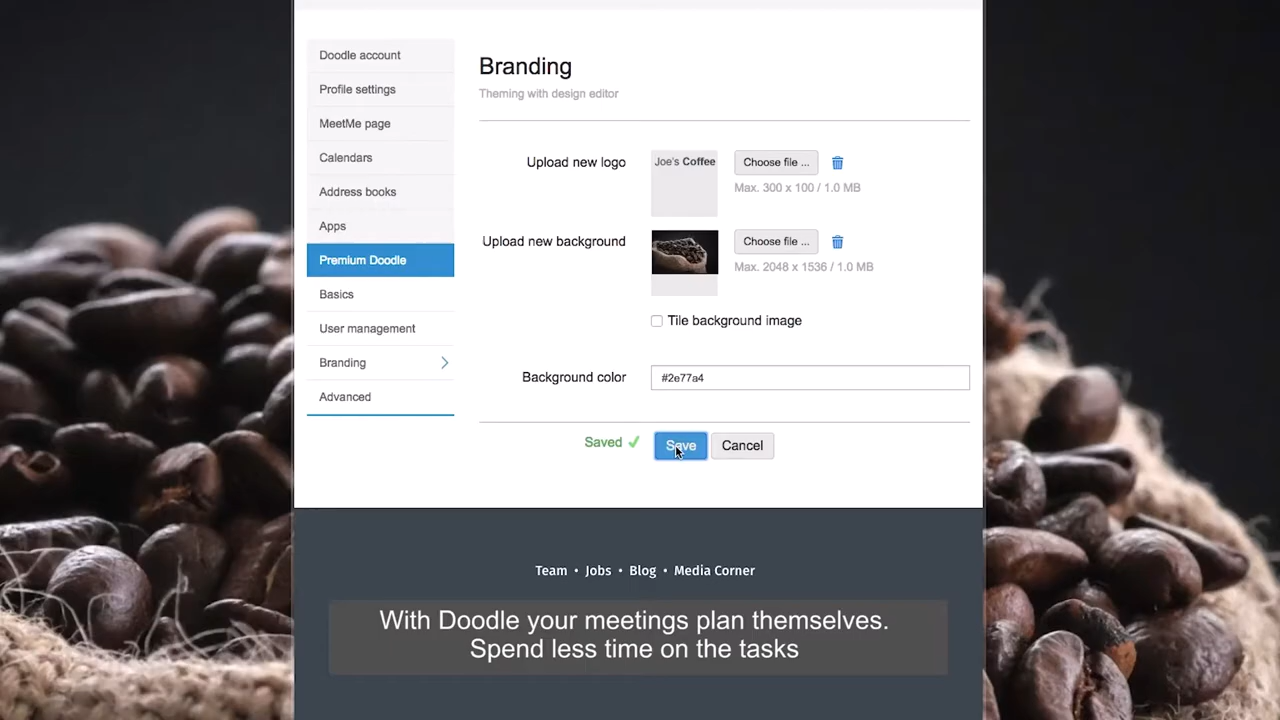 Doodle account
Profile settings
MeetMe page
Calendars
Address books
Apps
Premium Doodle
Basics
User management
Branding
Advanced
Branding
Theming with design editor
Upload new logo
Joe's Coffee
Choose file ...
Max. 300 x 100 / 1.0 MB
Upload new background
Choose file ...
Max. 2048 x 1536 / 1.0 MB
Tile background image
Background color
#2e77a4
Saved
Save
Cancel
Team • Jobs • Blog • Media Corner
With Doodle your meetings plan themselves.
Spend less time on the tasks